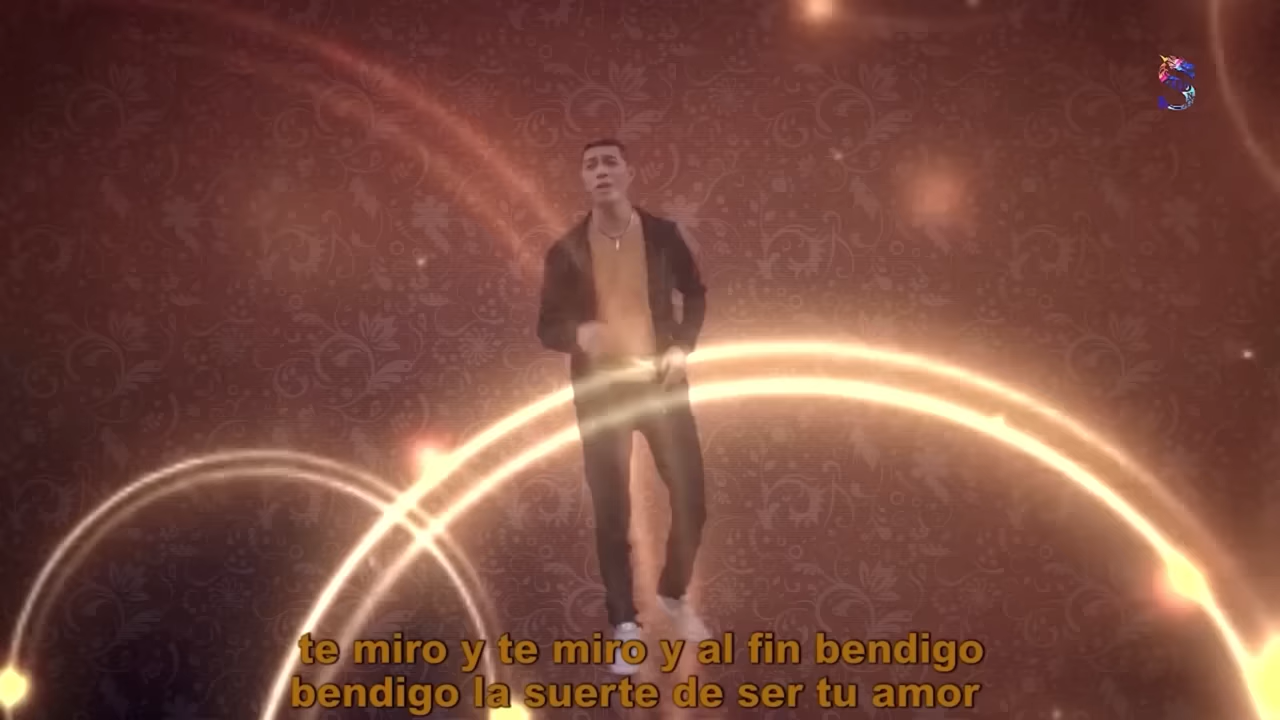 S
te miro y te miro y al fin bendigo
bendigo la suerte de ser tu amor